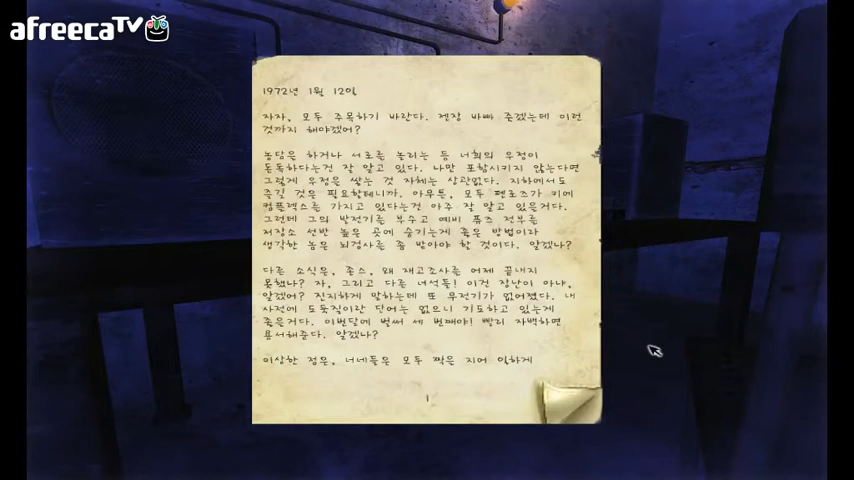 afreecaTV
1972년 1월 12일
자자, 모두 주목하기 바란다. 젠장 바빠 죽겠는데 이런
것까지 해야겠어?
농담을 하거나 서로를 놀리는 등 너희의 우정이
돈독하다는건 잘 알고 있다. 나만 포함시키지 않는다면
그렇게 우정을 쌓는 것 자체는 상관없다. 지하에서도
즐길 것은 필요할테니까. 아무튼, 모두 펜로즈가 키에
컴플렉스를 가지고 있다는건 아주 잘 알고 있을거다.
그런데 그의 발전기를 부수고 예비 퓨즈 전부를
저장소 선반 높은 곳에 숨기는게 좋은 방법이라
생각한 놈은 뇌검사를 좀 받아야 할 것이다. 알겠나?
다른 소식은, 존스, 왜 재고조사를 어제 끝내지
못했나? 자, 그리고 다른 녀석들! 이건 장난이 아냐,
알겠어? 진지하게 말하는데 또 무전기가 없어졌다. 내
사전에 도둑질이란 단어는 없으니 기도하고 있는게
좋을거다. 이번달에 벌써 세 번째야! 빨리 자백하면
용서해준다. 알겠나?
이상한 점은, 너네들은 모두 짝을 지어 일하게
1